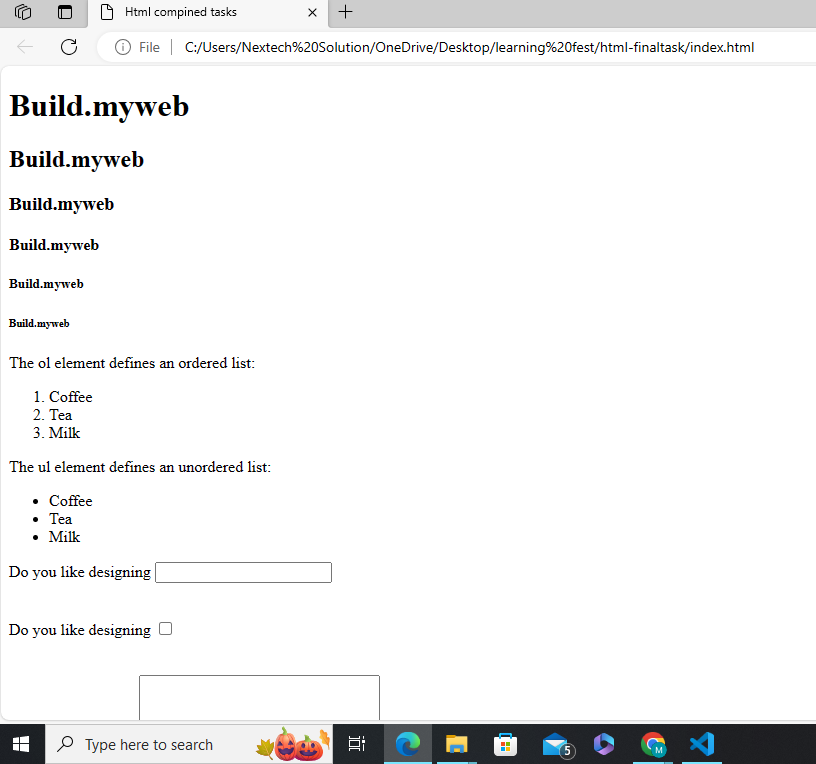 Html compined tasks
File
C:/Users/Nextech%20Solution/OneDrive/Desktop/learning%20fest/html-finaltask/index.html
Build.myweb
Build.myweb
Build.myweb
Build.myweb
Build.myweb
Build.myweb
The ol element defines an ordered list:
1. Coffee
2. Tea
3. Milk
The ul element defines an unordered list:
• Coffee
• Tea
• Milk
Do you like designing
Do you like designing
Type here to search
5
M